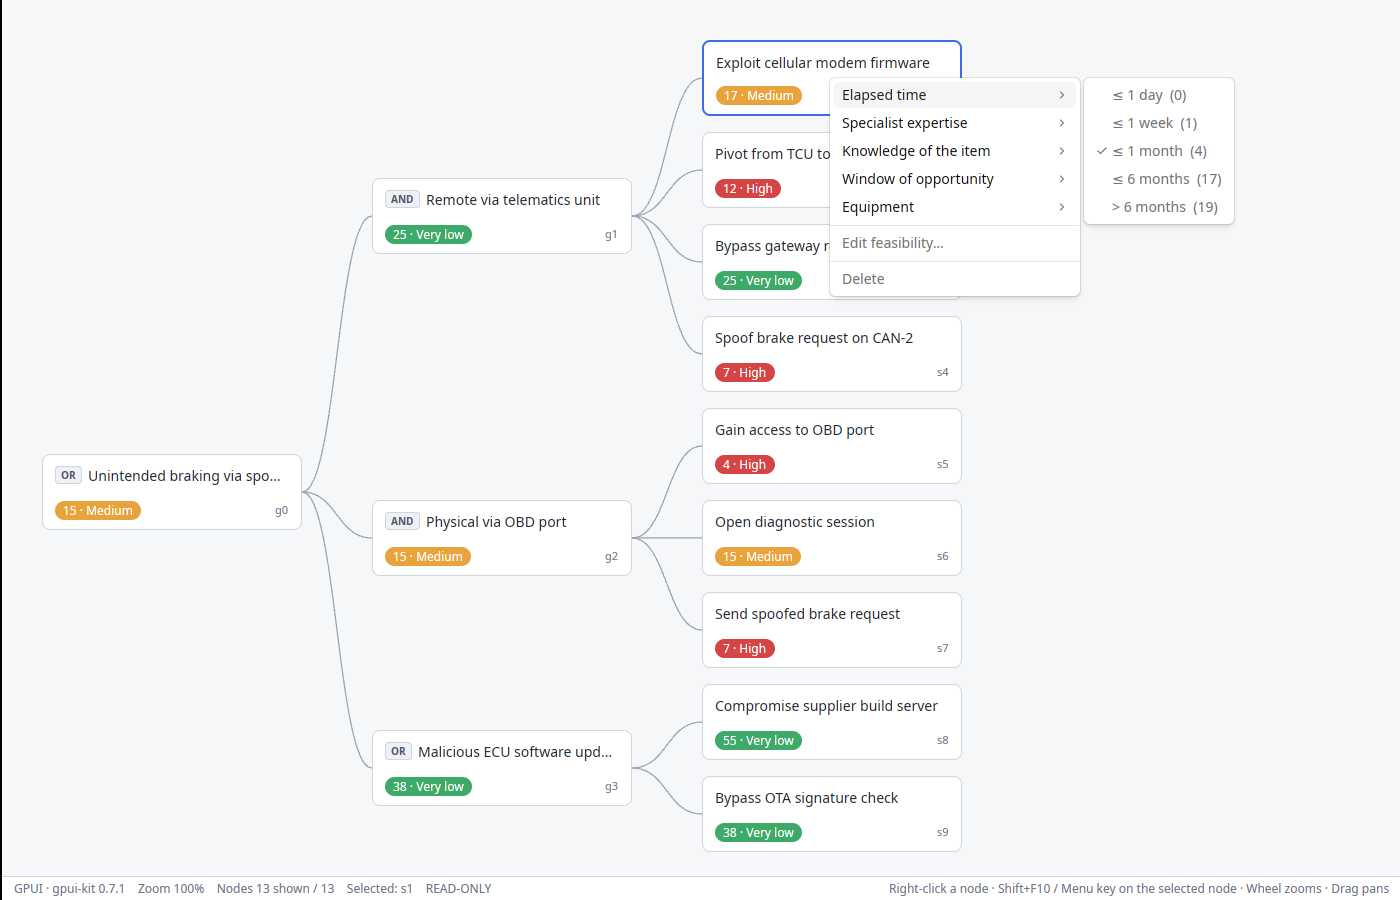 Exploit cellular modem firmware
17 · Medium
Elapsed time
Specialist expertise
Knowledge of the item
Window of opportunity
Equipment
Edit feasibility...
Delete
≤ 1 day (0)
≤ 1 week (1)
≤ 1 month (4)
≤ 6 months (17)
> 6 months (19)
Pivot from TCU to
12 · High
Bypass gateway r
25 · Very low
Spoof brake request on CAN-2
7 · High
s4
AND Remote via telematics unit
25 · Very low
g1
Gain access to OBD port
4 · High
s5
OR Unintended braking via spo...
15 · Medium
g0
AND Physical via OBD port
15 · Medium
g2
Open diagnostic session
15 · Medium
s6
Send spoofed brake request
7 · High
s7
Compromise supplier build server
55 · Very low
s8
OR Malicious ECU software upd...
38 · Very low
g3
Bypass OTA signature check
38 · Very low
s9
GPUI · gpui-kit 0.7.1 Zoom 100% Nodes 13 shown / 13 Selected: s1 READ-ONLY
Right-click a node · Shift+F10 / Menu key on the selected node · Wheel zooms · Drag pans